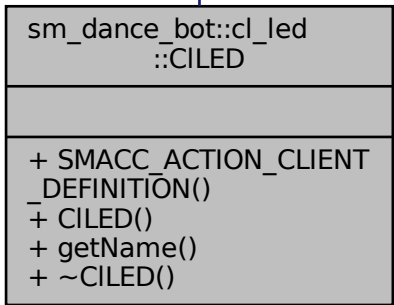 sm_dance_bot::cl_led
::ClLED
+ SMACC_ACTION_CLIENT
_DEFINITION()
+ ClLED()
+ getName()
+ ~ClLED()